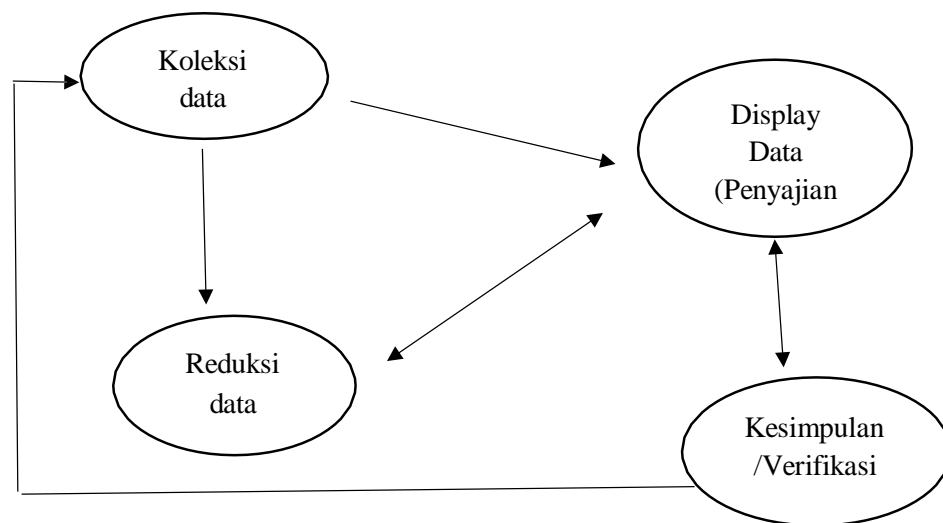 Koleksi
data
Display
Data
(Penyajian
Reduksi
data
Kesimpulan
/Verifikasi